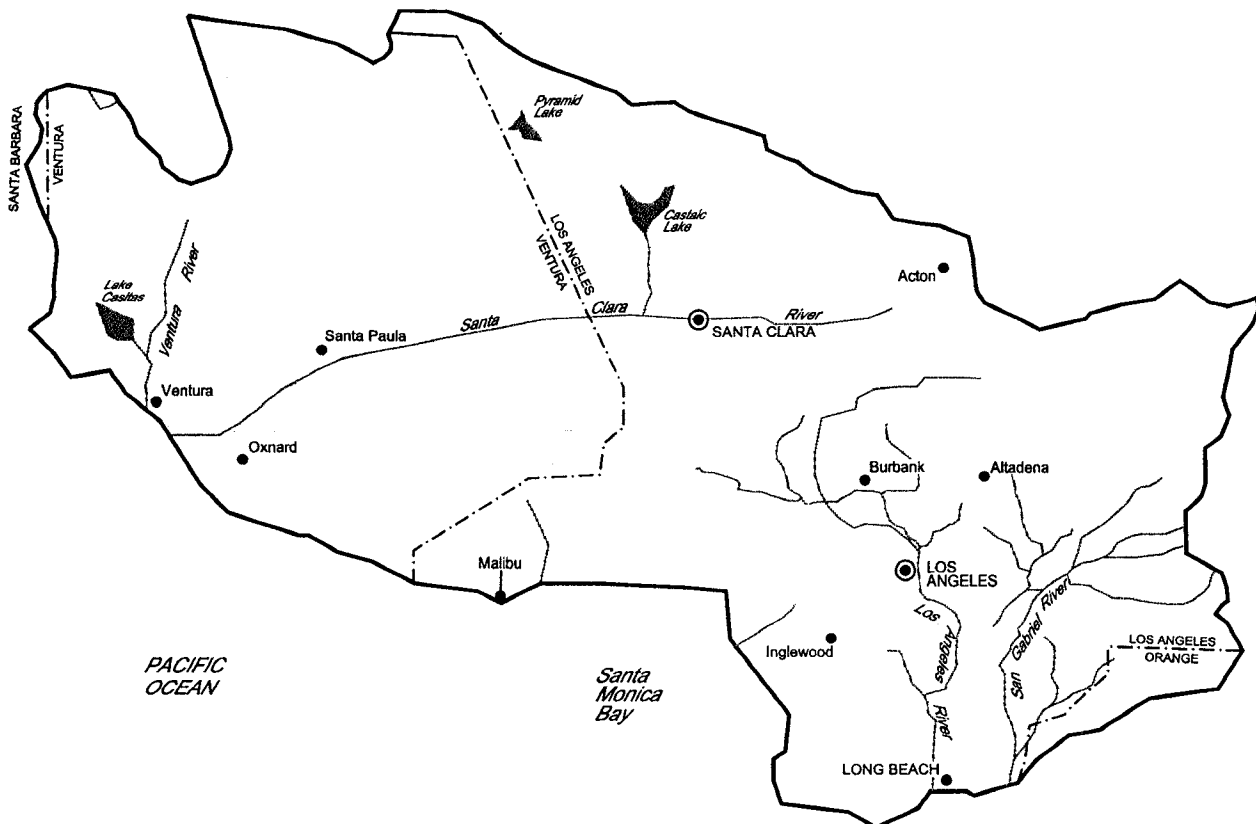 Pyramid
Lake
SANTA BARBARA
VENTURA
LOS ANGELES
VENTURA
Castaic
Lake
Acton
Lake
Casitas
Ventura River
Santa Paula
Santa Clara River
SANTA CLARA
Ventura
Oxnard
Burbank
Altadena
Malibu
LOS
ANGELES
Los Angeles River
San Gabriel River
Inglewood
LOS ANGELES
ORANGE
PACIFIC
OCEAN
Santa
Monica
Bay
LONG BEACH